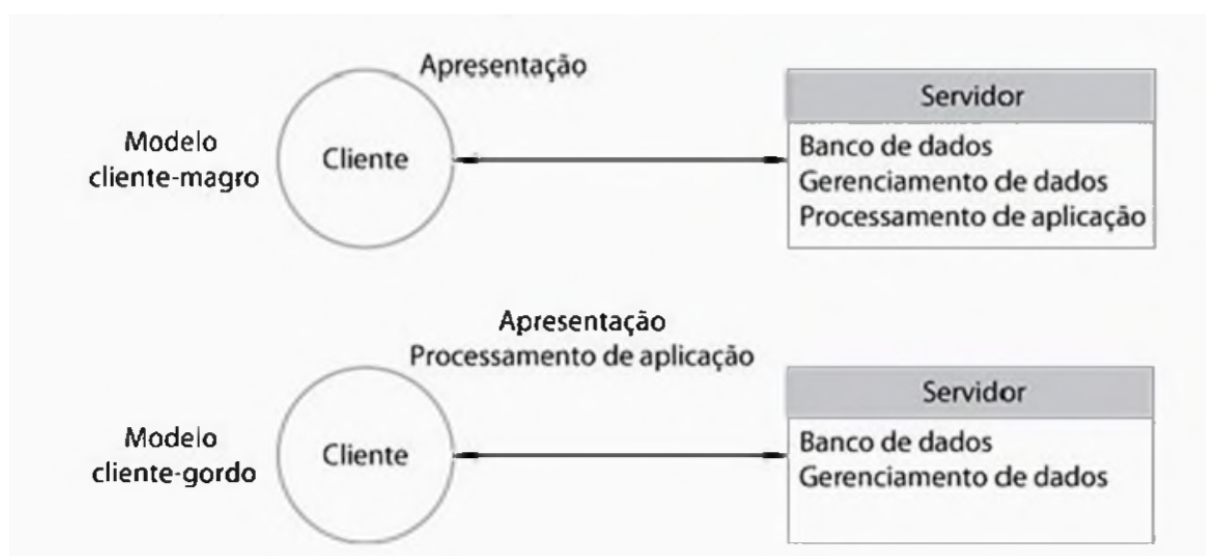 Apresentação
Modelo
cliente-magro
Cliente
Servidor
Banco de dados
Gerenciamento de dados
Processamento de aplicação
Apresentação
Processamento de aplicação
Modelo
cliente-gordo
Cliente
Servidor
Banco de dados
Gerenciamento de dados